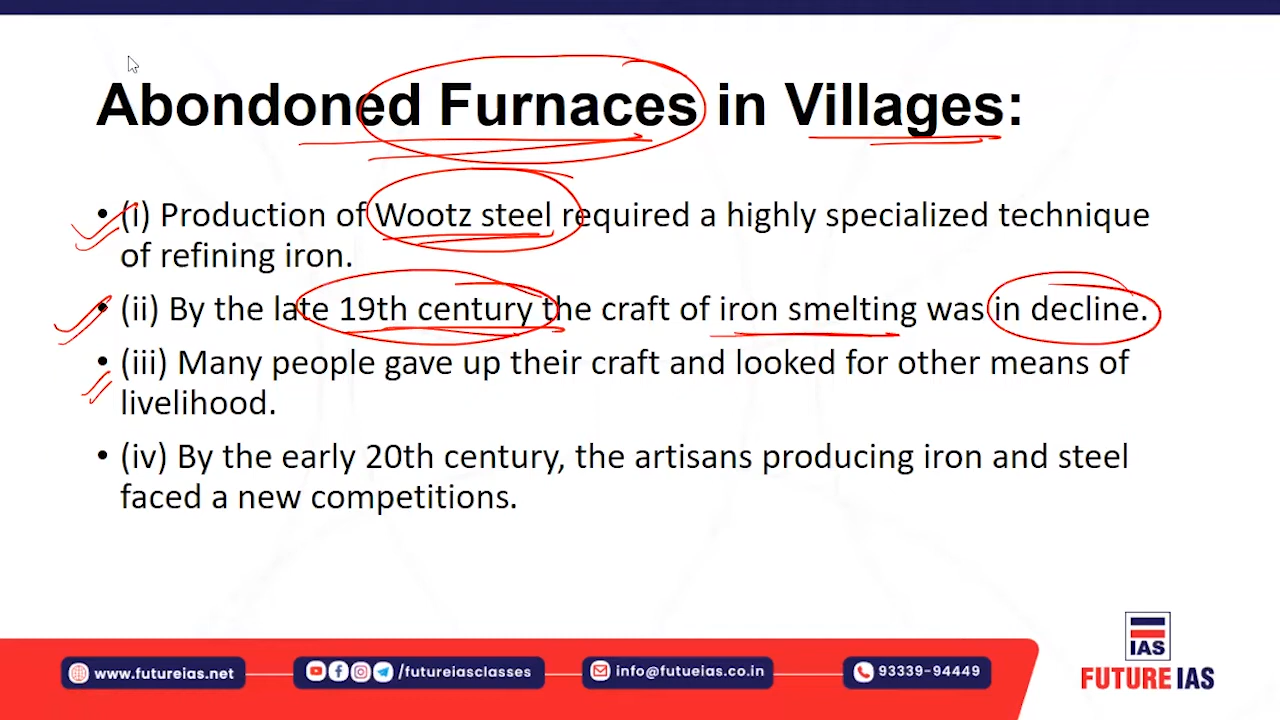 Abondoned Furnaces in Villages:
• (i) Production of Wootz steel required a highly specialized technique
of refining iron.
• (ii) By the late 19th century the craft of iron smelting was in decline.
• (iii) Many people gave up their craft and looked for other means of
livelihood.
• (iv) By the early 20th century, the artisans producing iron and steel
faced a new competitions.
IAS
FUTURE IAS
www.futureias.net
/futureiasclasses
info@futueias.co.in
93339-94449